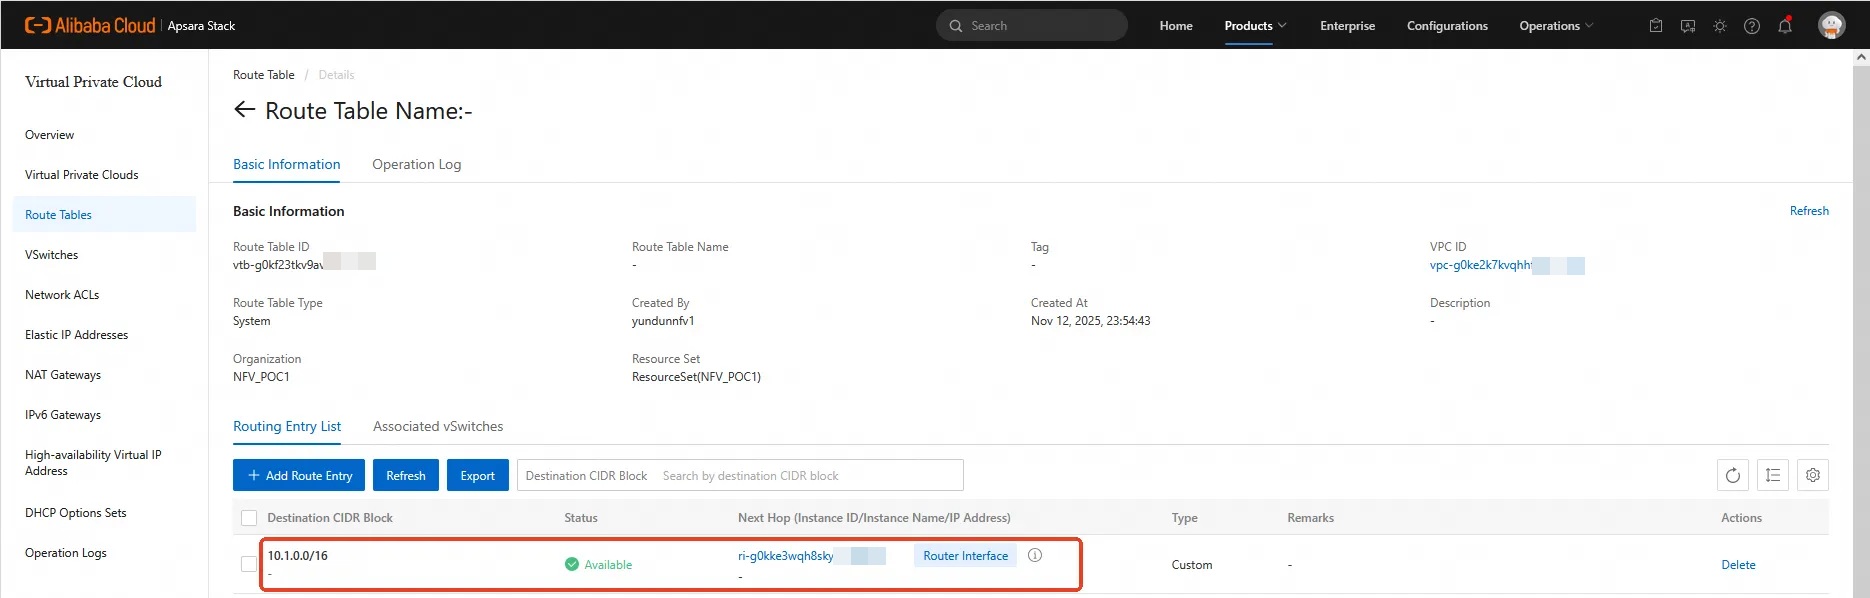 Alibaba Cloud | Apsara Stack
Search
Home
Products
Enterprise
Configurations
Operations
Virtual Private Cloud
Overview
Virtual Private Clouds
Route Tables
VSwitches
Network ACLs
Elastic IP Addresses
NAT Gateways
IPv6 Gateways
High-availability Virtual IP
Address
DHCP Options Sets
Operation Logs
Route Table / Details
Route Table Name:-
Basic Information
Operation Log
Basic Information
Refresh
Route Table ID
vtb-g0kf23tkv9av
Route Table Name
-
Tag
-
VPC ID
vpc-g0ke2k7kvqhh
Route Table Type
System
Created By
yundunnfv1
Created At
Nov 12, 2025, 23:54:43
Description
-
Organization
NFV_POC1
Resource Set
ResourceSet(NFV_POC1)
Routing Entry List
Associated vSwitches
+ Add Route Entry
Refresh
Export
Destination CIDR Block
Search by destination CIDR block
Destination CIDR Block
Status
Next Hop (Instance ID/Instance Name/IP Address)
Type
Remarks
Actions
10.1.0.0/16
-
Available
ri-g0kke3wqh8sky
Router Interface
-
Custom
-
Delete